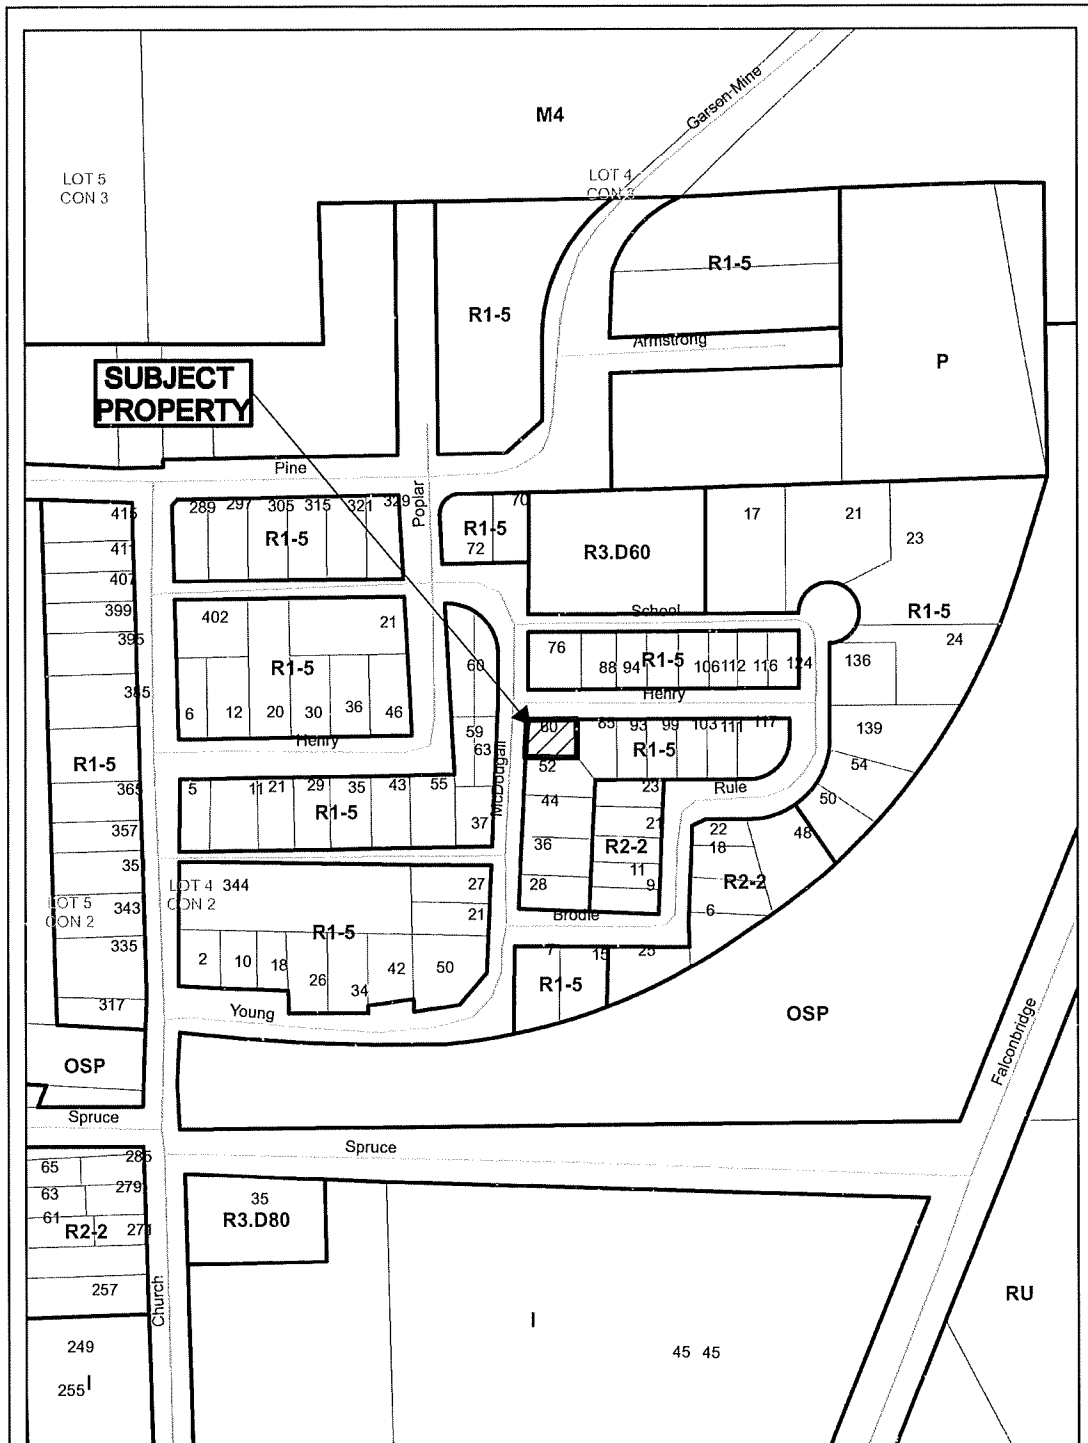 M4
Garson-Mine
LOT 5
CON 3
LOT 4
CON 3
R1-5
R1-5
Armstrong
P
SUBJECT
PROPERTY
Pine
Poplar
415
289 297 305 315 321 329
R1-5
70
R1-5
72
R3.D60
17
21
23
411
407
399
395
385
402
21
R1-5
6 12 20 30 36 46
School
76
88 94 R1-5 106 112 116 124
R1-5
24
136
60
Henry
59
63
McDougall
80
85 93 99 103 111 117
R1-5
139
54
50
Henry
R1-5
365
357
35
343
335
317
5 11 21 29 35 43 55
R1-5
37
52
44
36
28
23
Rule
21
R2-2
11
9
22
18
48
R2-2
6
Brodie
LOT 5
CON 2
LOT 4
CON 2
344
27
21
R1-5
2 10 18 26 34 42 50
7 15 25
R1-5
Young
OSP
OSP
Falconbridge
Spruce
Spruce
65
285
63
279
61
R2-2
271
257
35
R3.D80
Church
I
RU
249
255 I
45 45